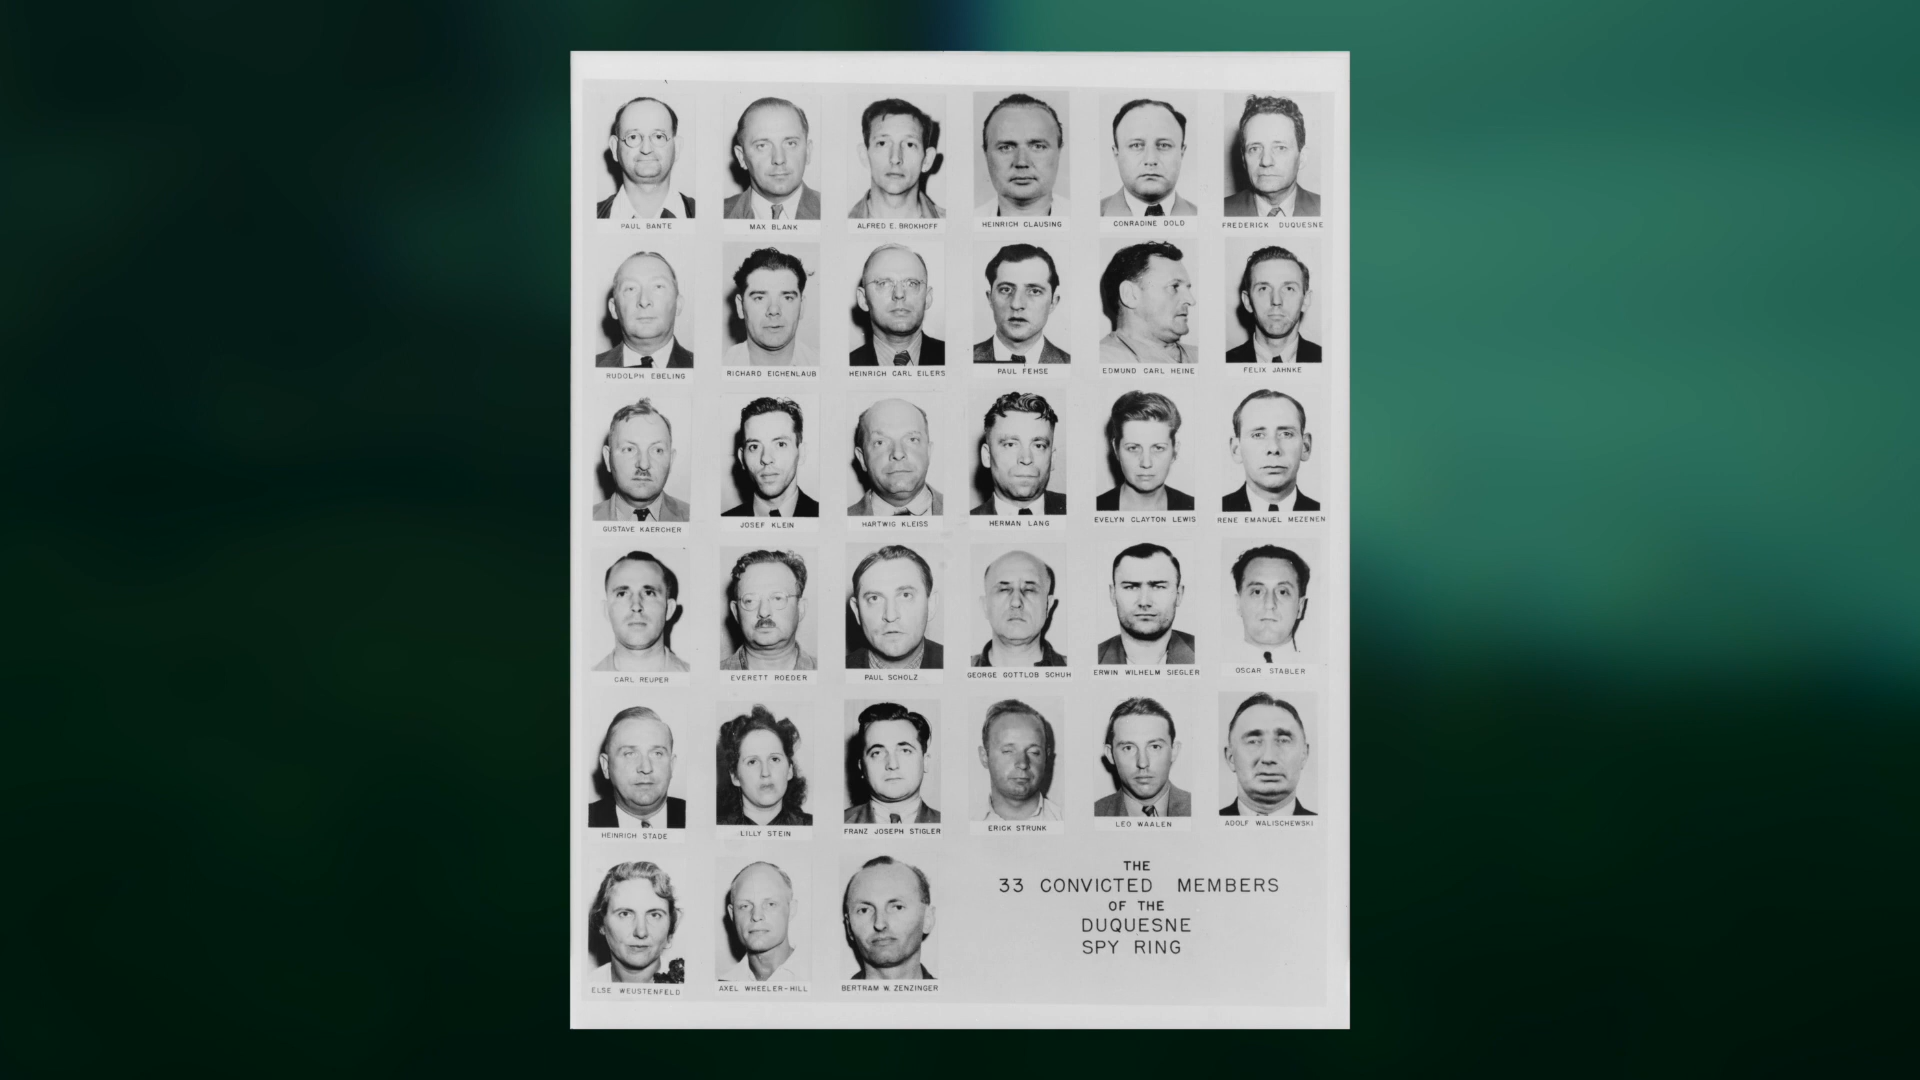 PAUL BANTE
MAX BLANK
ALFRED E. BROKHOFF
HEINRICH CLAUSING
CONRADINE DOLD
FREDERICK DUQUESNE
RUDOLPH EBELING
RICHARD EICHENLAUB
HEINRICH CARL EILERS
PAUL FEHSE
EDMUND CARL HEINE
FELIX JAHNKE
GUSTAVE KAERCHER
JOSEF KLEIN
HARTWIG KLEISS
HERMAN LANG
EVELYN CLAYTON LEWIS
RENE EMANUEL MEZENEN
CARL REUPER
EVERETT ROEDER
PAUL SCHOLZ
GEORGE GOTTLOB SCHUH
ERWIN WILHELM SIEGLER
OSCAR STABLER
HEINRICH STADE
LILLY STEIN
FRANZ JOSEPH STIGLER
ERICK STRUNK
LEO WAALEN
ADOLF WALISCHEWSKI
ELSE WEUSTENFELD
AXEL WHEELER-HILL
BERTRAM W. ZENZINGER
THE
33 CONVICTED MEMBERS
OF THE
DUQUESNE
SPY RING